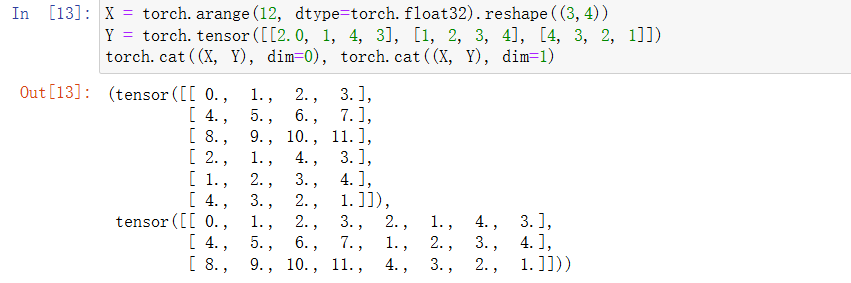 In [13]: X = torch.arange(12, dtype=torch.float32).reshape((3,4))
Y = torch.tensor([[2.0, 1, 4, 3], [1, 2, 3, 4], [4, 3, 2, 1]])
torch.cat((X, Y), dim=0), torch.cat((X, Y), dim=1)
Out[13]: (tensor([[ 0.,  1.,  2.,  3.],
[ 4.,  5.,  6.,  7.],
[ 8.,  9., 10., 11.],
[ 2.,  1.,  4.,  3.],
[ 1.,  2.,  3.,  4.],
[ 4.,  3.,  2.,  1.]]),
tensor([[ 0.,  1.,  2.,  3.,  2.,  1.,  4.,  3.],
[ 4.,  5.,  6.,  7.,  1.,  2.,  3.,  4.],
[ 8.,  9., 10., 11.,  4.,  3.,  2.,  1.]]))